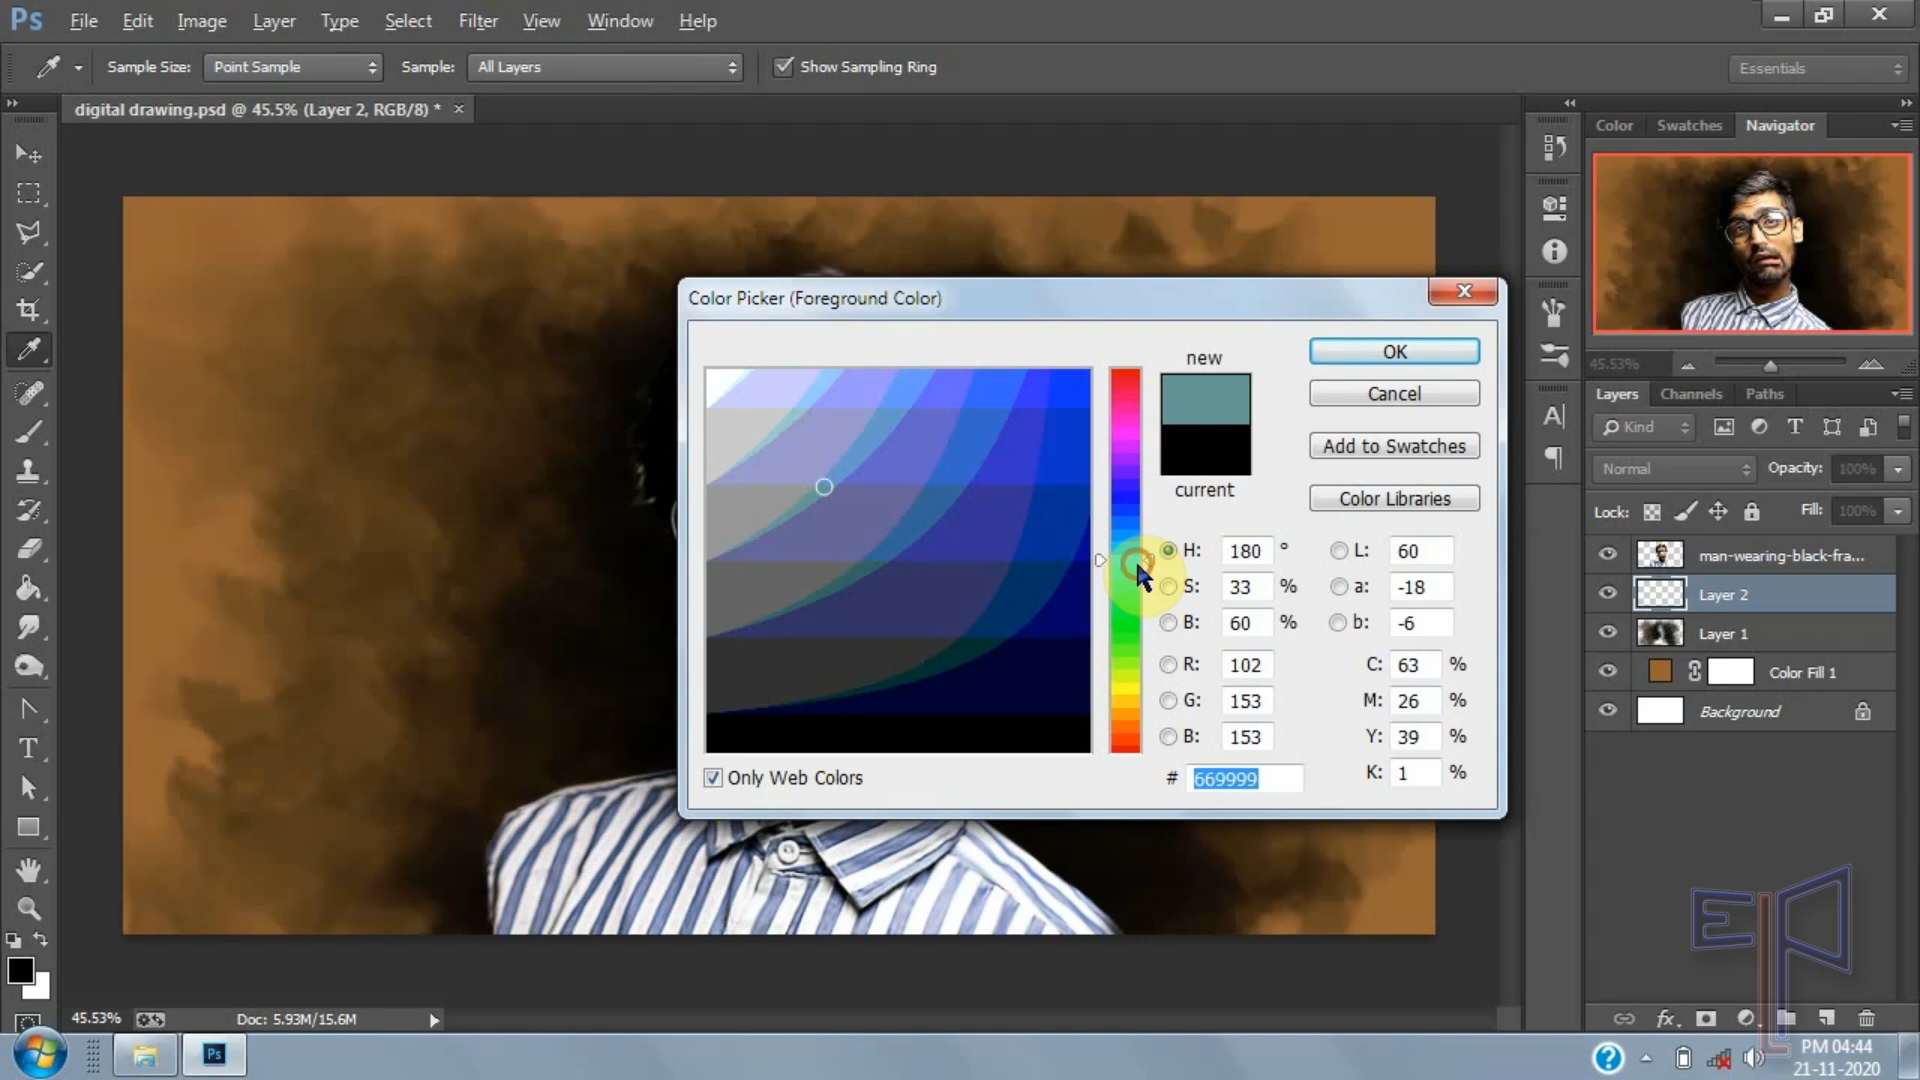 Ps File Edit Image Layer Type Select Filter View Window Help
Sample Size: Point Sample Sample: All Layers Show Sampling Ring Essentials
digital drawing.psd @ 45.5% (Layer 2, RGB/8) * ×
Color Swatches Navigator
45.53%
Layers Channels Paths
Kind
Normal Opacity: 100%
Lock: Fill: 100%
man-wearing-black-fra...
Layer 2
Layer 1
Color Fill 1
Background
Color Picker (Foreground Color)
new
current
OK
Cancel
Add to Swatches
Color Libraries
H: 180 ° L: 60
S: 33 % a: -18
B: 60 % b: -6
R: 102 C: 63 %
G: 153 M: 26 %
B: 153 Y: 39 %
# 669999 K: 1 %
Only Web Colors
45.53% Doc: 5.93M/15.6M
fx
Ps
PM 04:44
21-11-2020